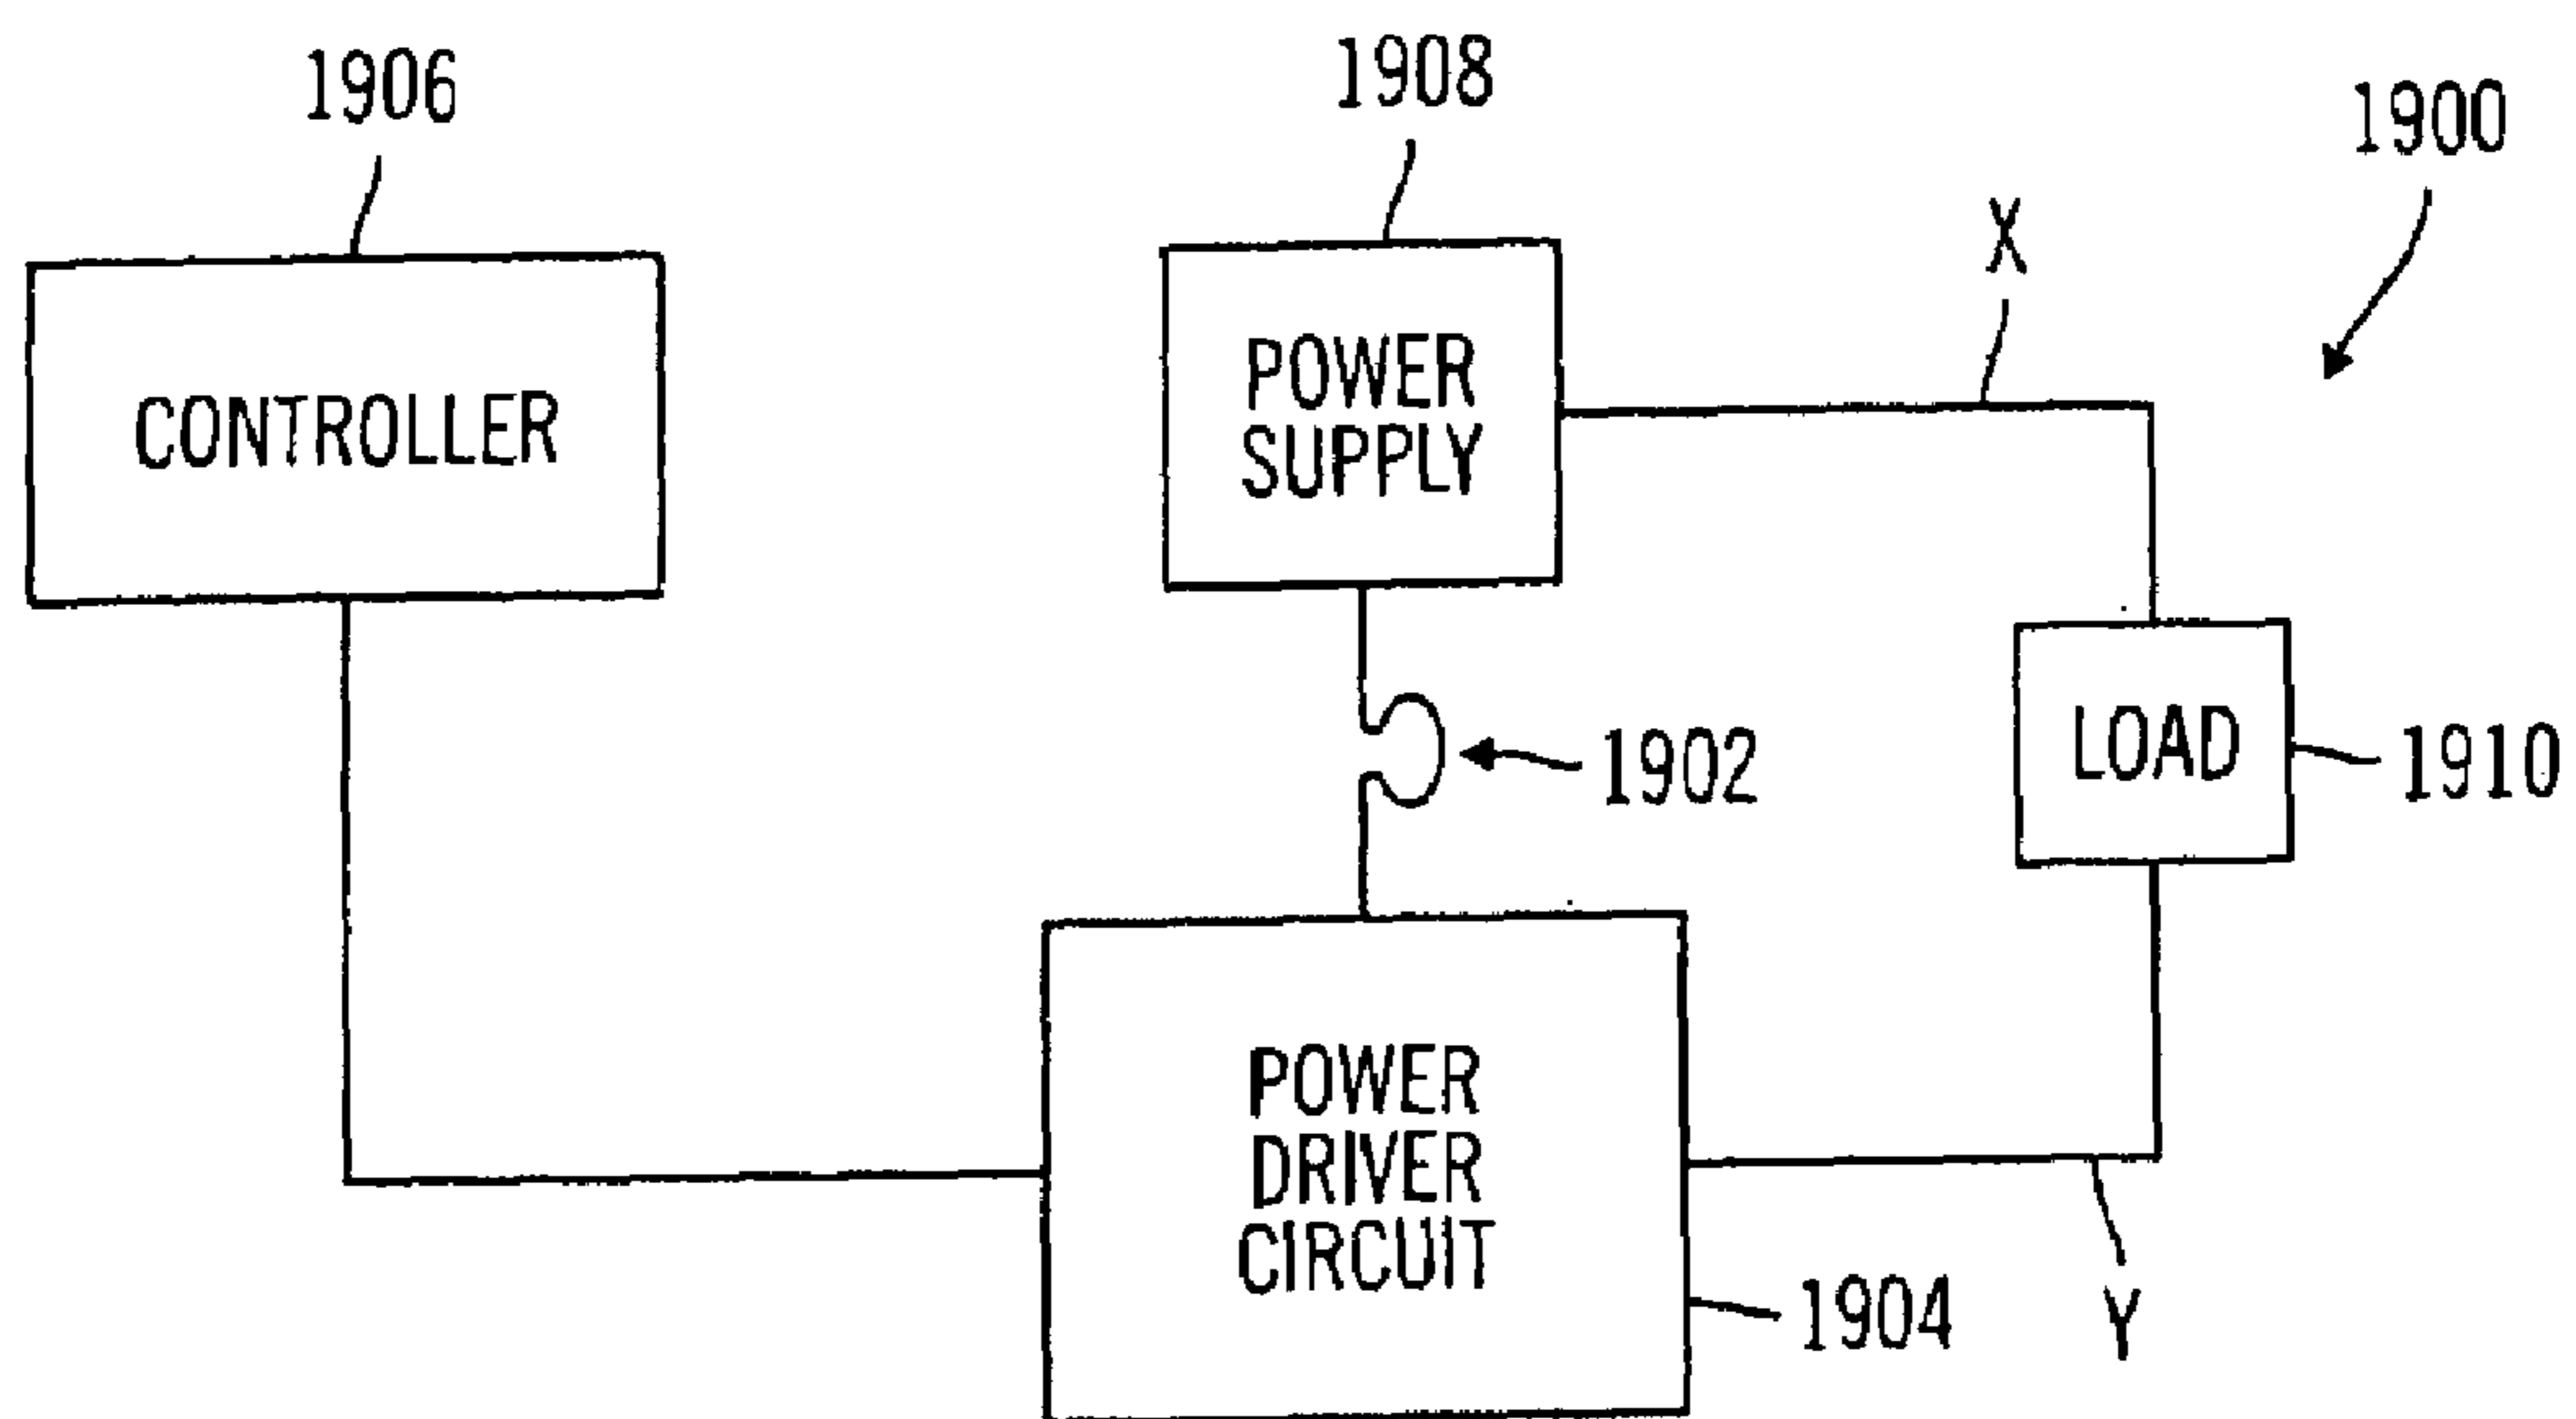 1906
1908
1900
X
CONTROLLER
POWER
SUPPLY
1902
LOAD
1910
POWER
DRIVER
CIRCUIT
1904
Y